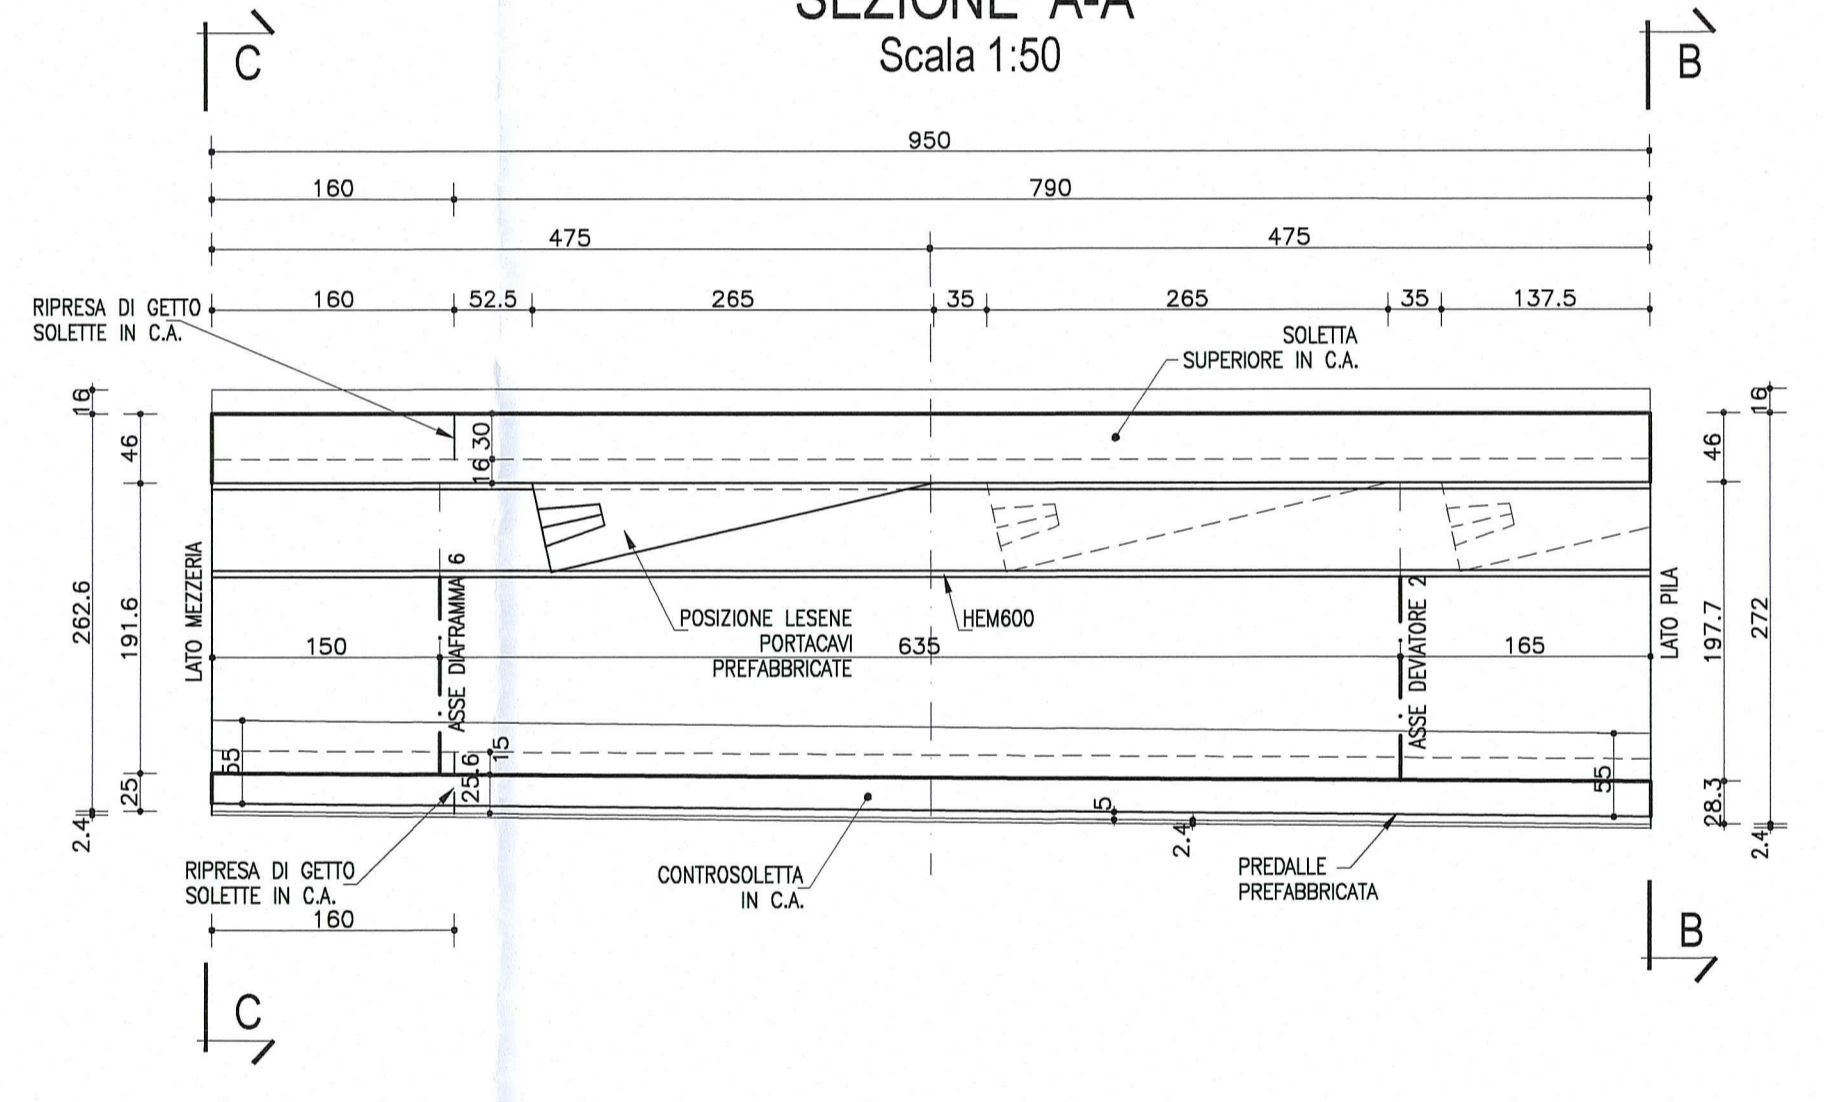 SEZIONE A-A
Scala 1:50
C
B
950
160
790
475
475
160
52.5
265
35
265
35
137.5
RIPRESA DI GETTO
SOLETTE IN C.A.
SOLETTA
SUPERIORE IN C.A.
16
46
262.6
191.6
25
2.4
30
16
16
46
197.7
272
28.3
2.4
LATO MEZZERIA
ASSE DIAFRAMMA 6
POSIZIONE LESENE
PORTACAVI
PREFABBRICATE
HEM600
ASSE DEVIATORE 2
LATO PILA
150
635
165
55
25.6
15
5
2.4
55
RIPRESA DI GETTO
SOLETTE IN C.A.
160
CONTROSOLETTA
IN C.A.
PREDALLE
PREFABBRICATA
C
B